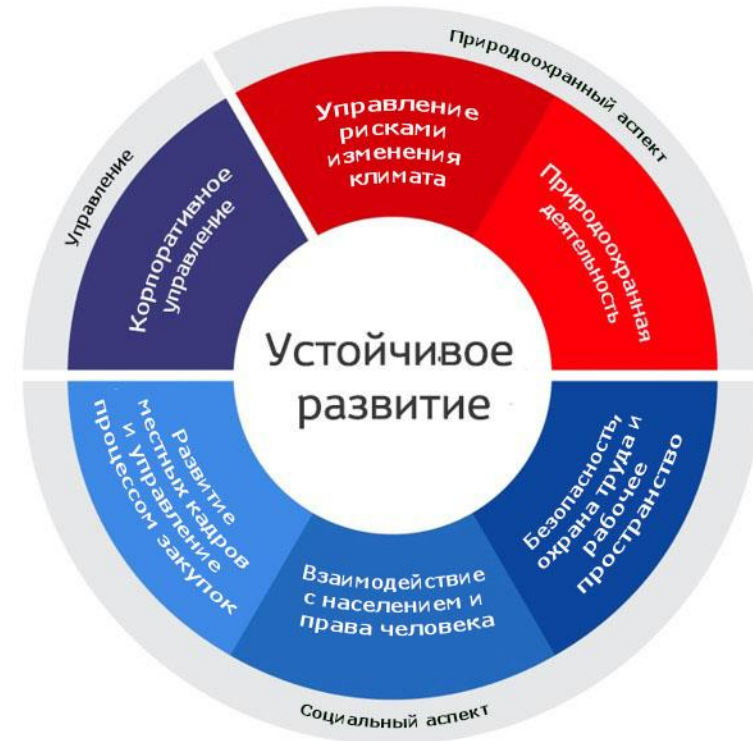 Природоохранный аспект
Управление
рисками
изменения
климата
Природоохранная
деятельность
Управление
Корпоративное
управление
Устойчивое
развитие
Развитие
местных кадров
и управление
процессом закупок
Взаимодействие
с населением и
права человека
Безопасность,
охрана труда и
рабочее
пространство
Социальный аспект